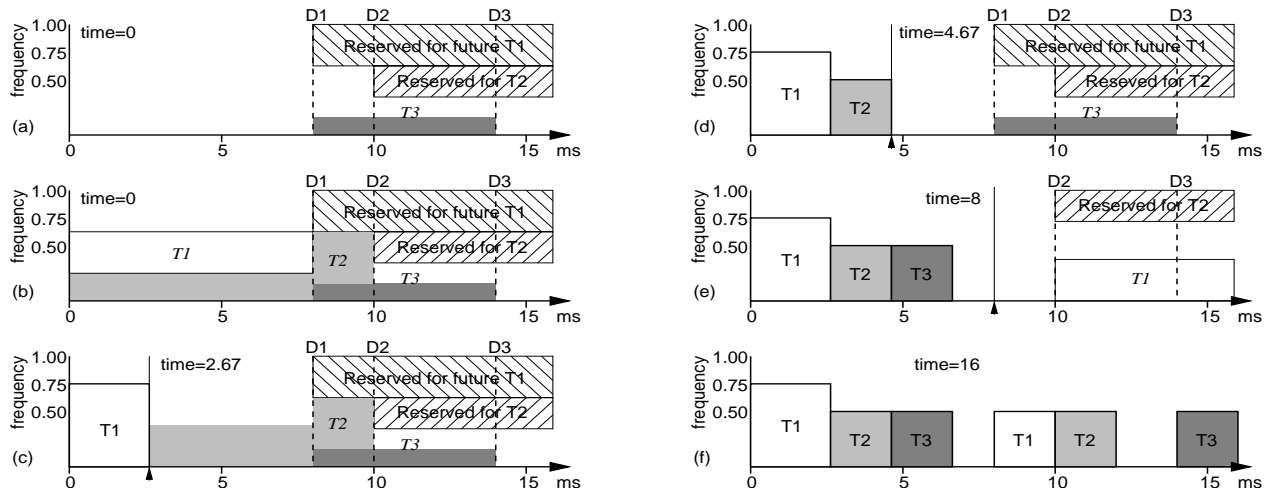 D1 D2 D3
1.00 time=0
Reserved for future T1
0.75
Reserved for T2
0.50
frequency
T3
(a)
0 5 10 15 ms
D1 D2 D3
1.00 time=0
Reserved for future T1
0.75
Reserved for T2
0.50
frequency
T1 T2
T3
(b)
0 5 10 15 ms
D1 D2 D3
1.00 time=2.67
Reserved for future T1
0.75
Reserved for T2
0.50
frequency
T1 T2
T3
(c)
0 5 10 15 ms
D1 D2 D3
1.00 time=4.67
Reserved for future T1
0.75
Reseved for T2
0.50
frequency
T1 T2
T3
(d)
0 5 10 15 ms
D2 D3
1.00 time=8
Reserved for T2
0.75
0.50
frequency
T1 T2 T3 T1
(e)
0 5 10 15 ms
1.00 time=16
0.75
0.50
frequency
T1 T2 T3 T1 T2 T3
(f)
0 5 10 15 ms